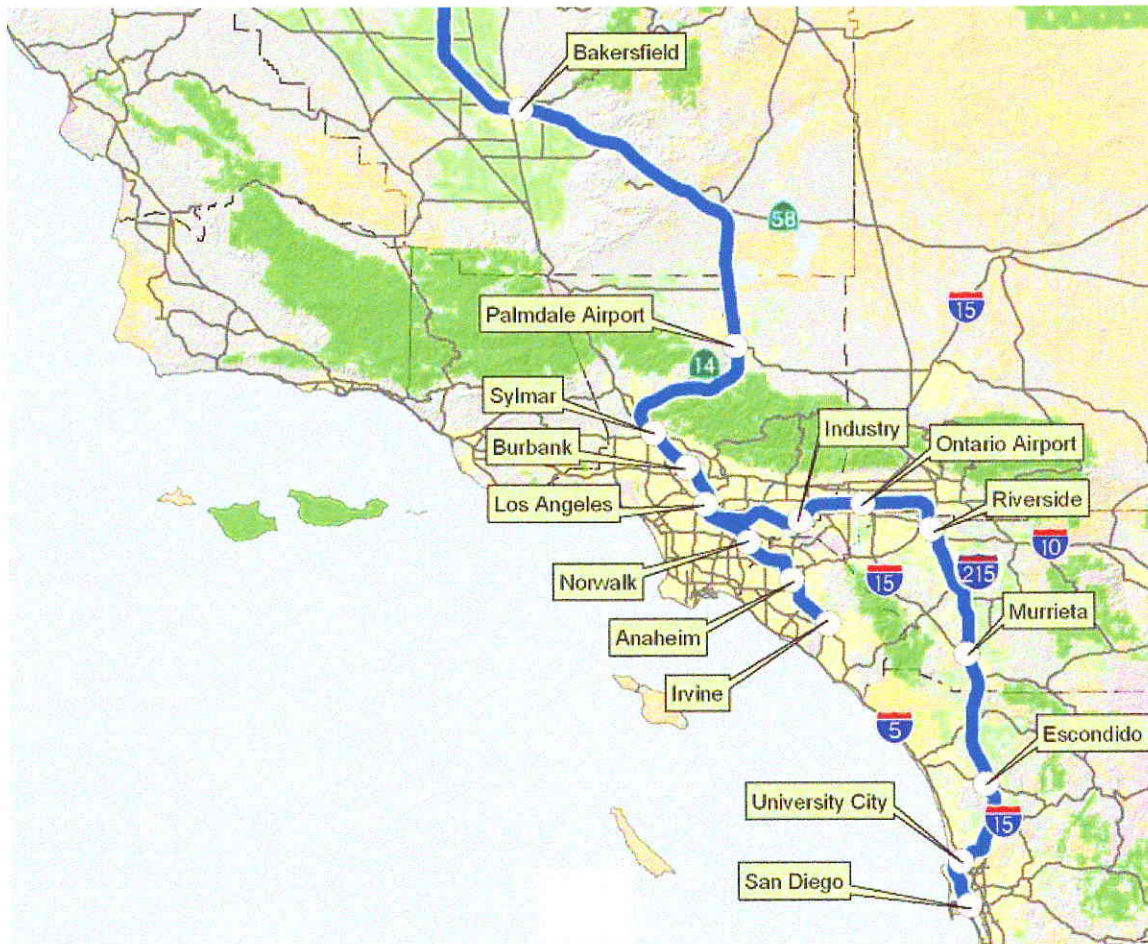 Bakersfield
58
15
Palmdale Airport
14
Sylmar
Industry
Burbank
Ontario Airport
Los Angeles
Riverside
10
Norwalk
15
215
Anaheim
Murrieta
Irvine
5
Escondido
University City
15
San Diego